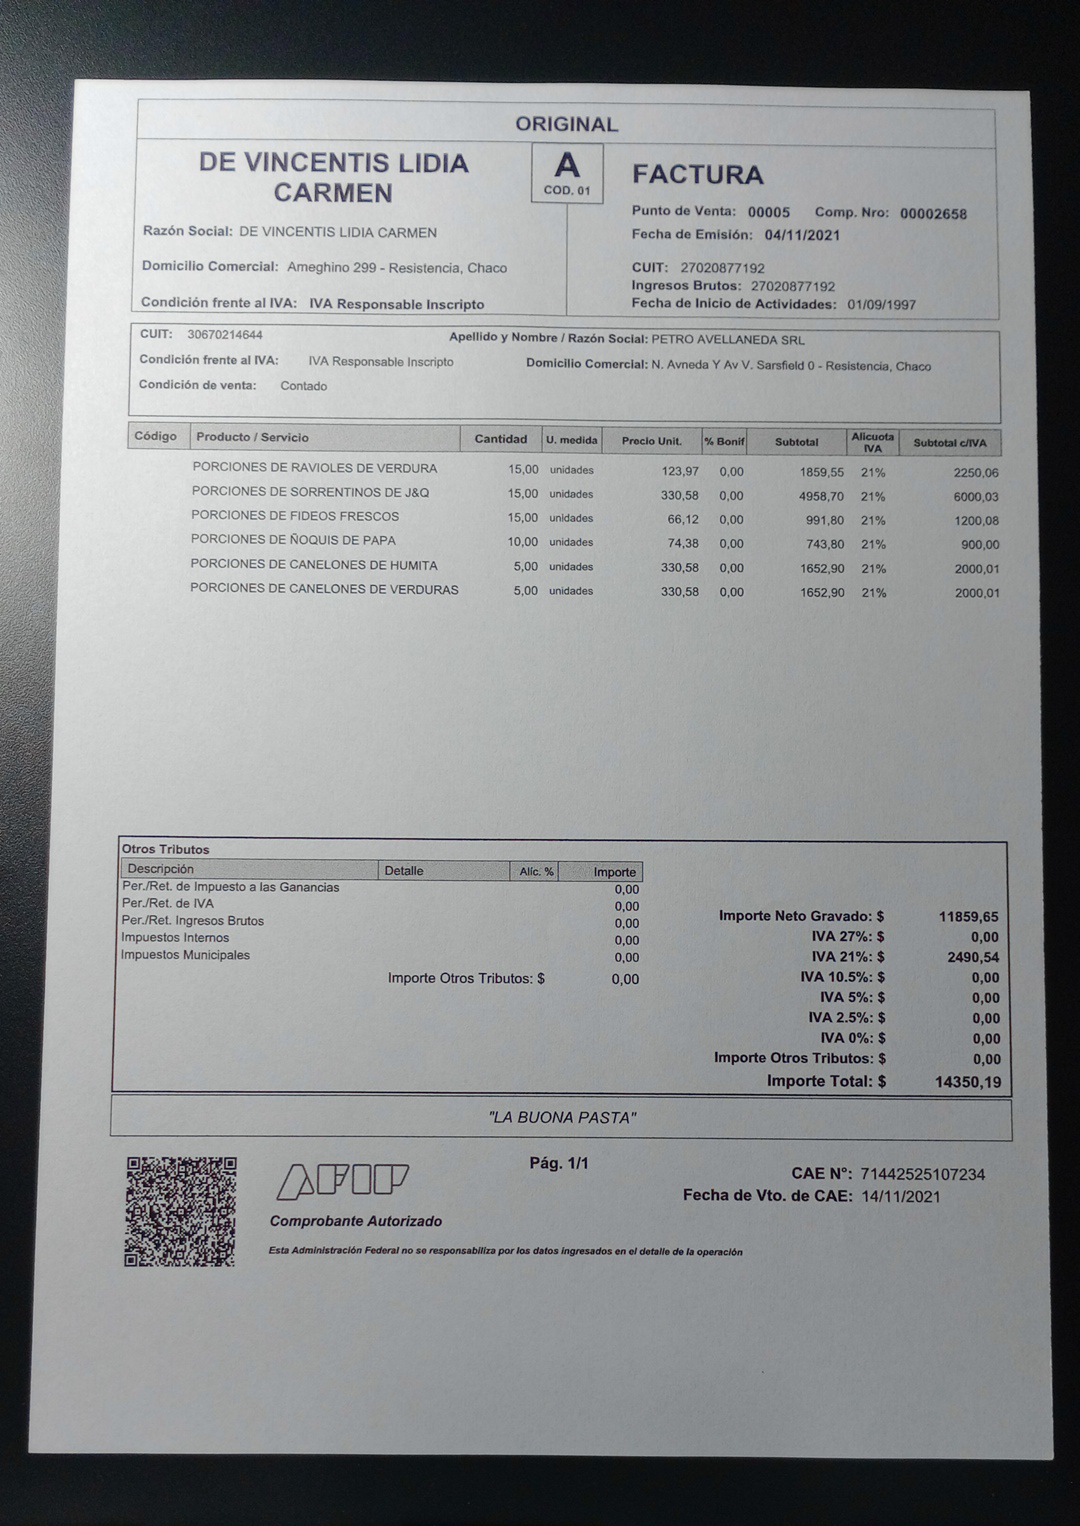 ORIGINAL
DE VINCENTIS LIDIA
CARMEN
A
COD. 01
FACTURA
Punto de Venta: 00005 Comp. Nro: 00002658
Fecha de Emisión: 04/11/2021
Razón Social: DE VINCENTIS LIDIA CARMEN
Domicilio Comercial: Ameghino 299 - Resistencia, Chaco
Condición frente al IVA: IVA Responsable Inscripto
CUIT: 27020877192
Ingresos Brutos: 27020877192
Fecha de Inicio de Actividades: 01/09/1997
CUIT: 30670214644 Apellido y Nombre / Razón Social: PETRO AVELLANEDA SRL
Condición frente al IVA: IVA Responsable Inscripto Domicilio Comercial: N. Avneda Y Av V. Sarsfield 0 - Resistencia, Chaco
Condición de venta: Contado
Código Producto / Servicio Cantidad U. medida Precio Unit. % Bonif Subtotal Alicuota IVA Subtotal c/IVA
PORCIONES DE RAVIOLES DE VERDURA 15,00 unidades 123,97 0,00 1859,55 21% 2250,06
PORCIONES DE SORRENTINOS DE J&Q 15,00 unidades 330,58 0,00 4958,70 21% 6000,03
PORCIONES DE FIDEOS FRESCOS 15,00 unidades 66,12 0,00 991,80 21% 1200,08
PORCIONES DE ÑOQUIS DE PAPA 10,00 unidades 74,38 0,00 743,80 21% 900,00
PORCIONES DE CANELONES DE HUMITA 5,00 unidades 330,58 0,00 1652,90 21% 2000,01
PORCIONES DE CANELONES DE VERDURAS 5,00 unidades 330,58 0,00 1652,90 21% 2000,01
Otros Tributos
Descripción Detalle Alíc. % Importe
Per./Ret. de Impuesto a las Ganancias 0,00
Per./Ret. de IVA 0,00
Per./Ret. Ingresos Brutos 0,00
Impuestos Internos 0,00
Impuestos Municipales 0,00
Importe Otros Tributos: $ 0,00
Importe Neto Gravado: $ 11859,65
IVA 27%: $ 0,00
IVA 21%: $ 2490,54
IVA 10.5%: $ 0,00
IVA 5%: $ 0,00
IVA 2.5%: $ 0,00
IVA 0%: $ 0,00
Importe Otros Tributos: $ 0,00
Importe Total: $ 14350,19
"LA BUONA PASTA"
AFIP
Pág. 1/1
CAE N°: 71442525107234
Fecha de Vto. de CAE: 14/11/2021
Comprobante Autorizado
Esta Administración Federal no se responsabiliza por los datos ingresados en el detalle de la operación